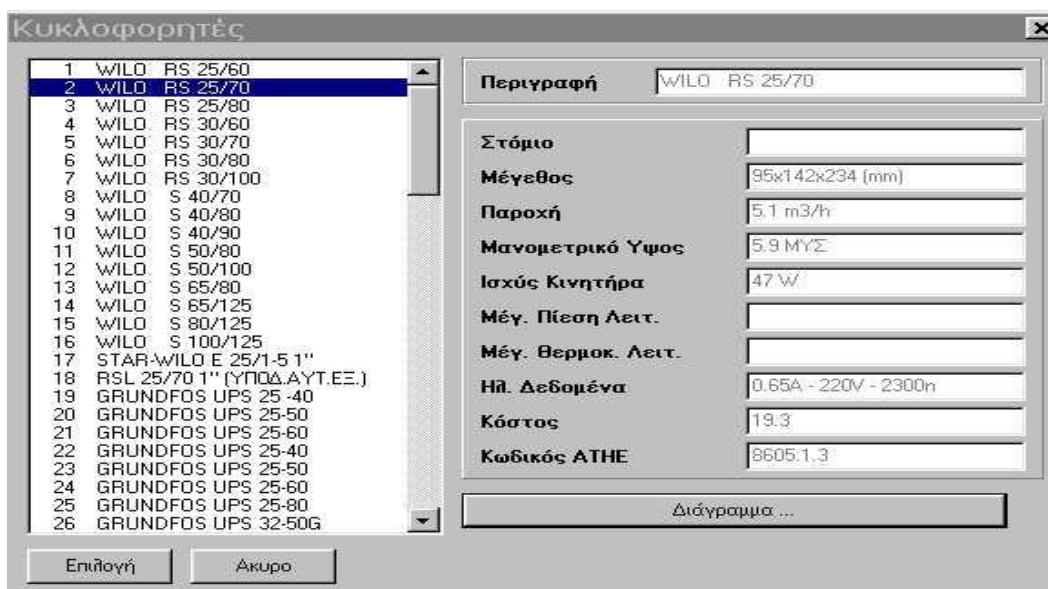 Κυκλοφορητές
1 WILO RS 25/60
2 WILO RS 25/70
3 WILO RS 25/80
4 WILO RS 30/60
5 WILO RS 30/70
6 WILO RS 30/80
7 WILO RS 30/100
8 WILO S 40/70
9 WILO S 40/80
10 WILO S 40/90
11 WILO S 50/80
12 WILO S 50/100
13 WILO S 65/80
14 WILO S 65/125
15 WILO S 80/125
16 WILO S 100/125
17 STAR-WILO E 25/1-5 1"
18 RSL 25/70 1" (ΥΠΟΔ.ΑΥΤ.ΕΞ.)
19 GRUNDFOS UPS 25 -40
20 GRUNDFOS UPS 25-50
21 GRUNDFOS UPS 25-60
22 GRUNDFOS UPS 25-40
23 GRUNDFOS UPS 25-50
24 GRUNDFOS UPS 25-60
25 GRUNDFOS UPS 25-80
26 GRUNDFOS UPS 32-50G
Περιγραφή WILO RS 25/70
Στόμιο
Μέγεθος 95x142x234 (mm)
Παροχή 5.1 m3/h
Μανομετρικό Υψος 5.9 ΜΥΣ
Ισχύς Κινητήρα 47 W
Μέγ. Πίεση Λειτ.
Μέγ. Θερμοκ. Λειτ.
Ηλ. Δεδομένα 0.65A - 220V - 2300n
Κόστος 19.3
Κωδικός ΑΤΗΕ 8605.1.3
Διάγραμμα ...
Επιλογή Ακυρο